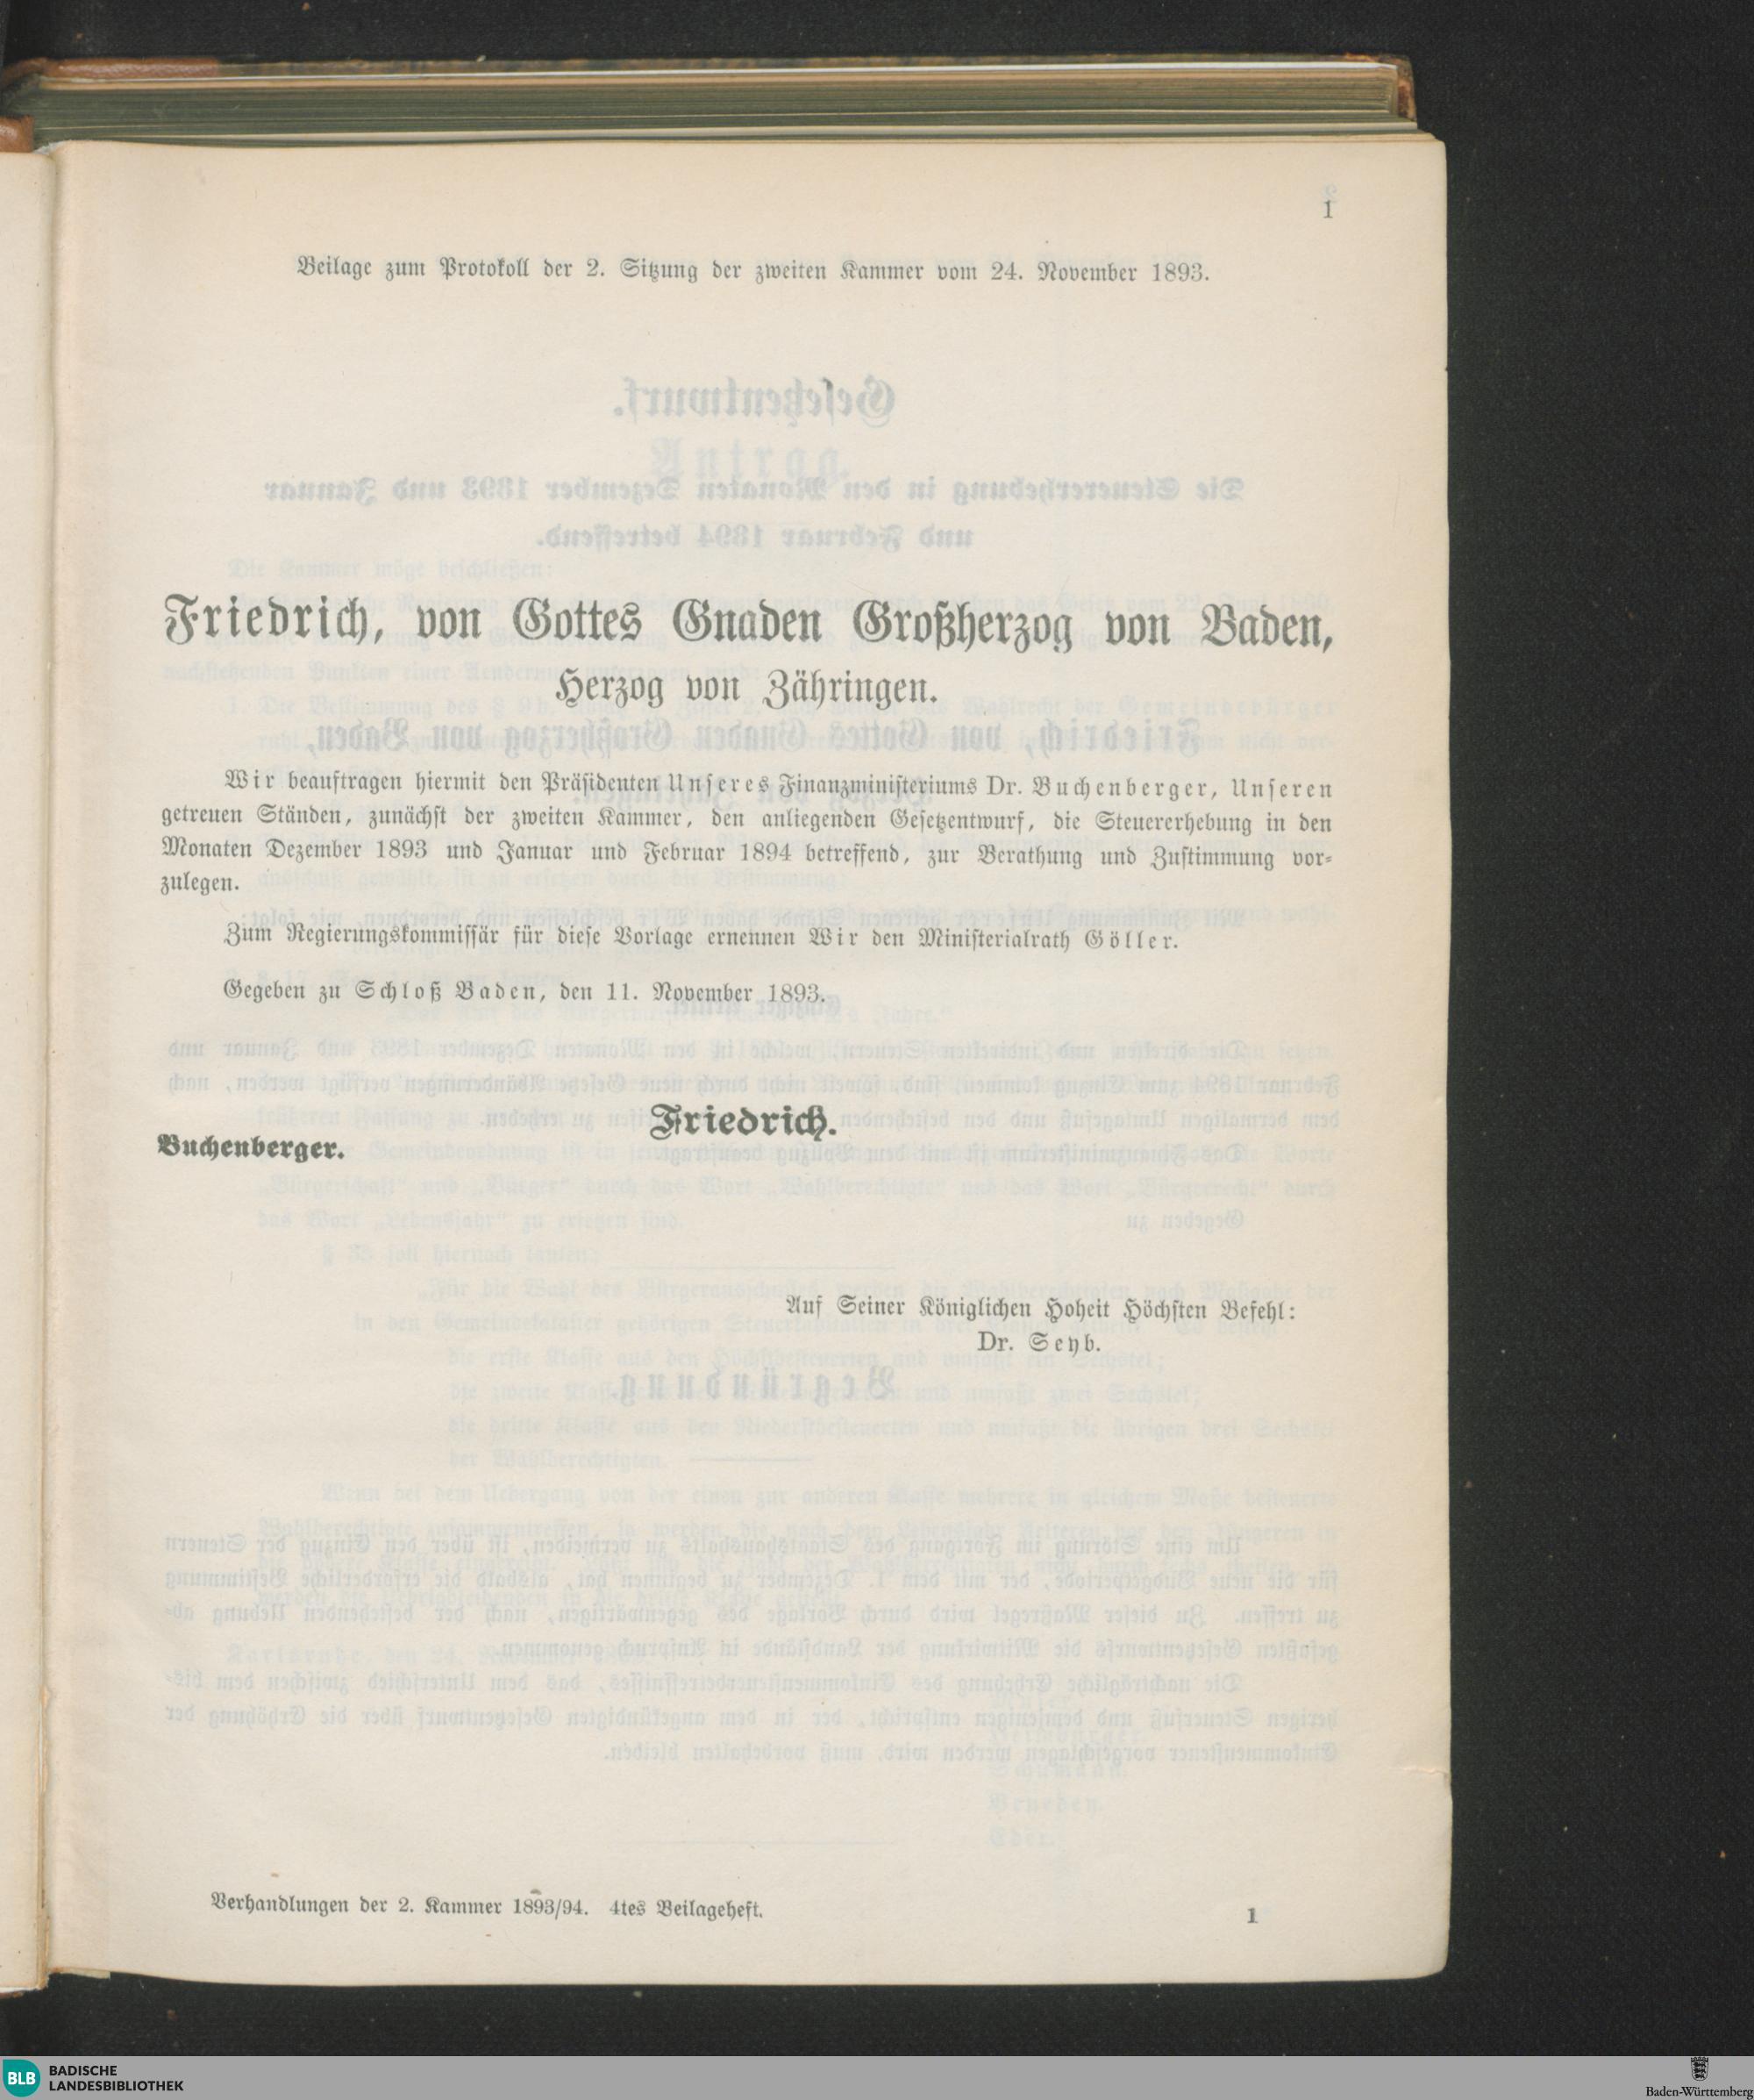 1
Beilage zum Protokoll der 2. Sitzung der zweiten Kammer vom 24. November 1893.
Friedrich, von Gottes Gnaden Großherzog von Baden,
Herzog von Zähringen.
Wir beauftragen hiermit den Präsidenten Unseres Finanzministeriums Dr. Buchenberger, Unseren
getreuen Ständen, zunächst der zweiten Kammer, den anliegenden Gesetzentwurf, die Steuererhebung in den
Monaten Dezember 1893 und Januar und Februar 1894 betreffend, zur Berathung und Zustimmung vor-
zulegen.
Zum Regierungskommissär für diese Vorlage ernennen Wir den Ministerialrath Göller.
Gegeben zu Schloß Baden, den 11. November 1893.
Friedrich.
Buchenberger.
Auf Seiner Königlichen Hoheit Höchsten Befehl:
Dr. Seyb.
Verhandlungen der 2. Kammer 1893/94. 4tes Beilageheft.
1
BLB BADISCHE
LANDESBIBLIOTHEK
Baden-Württemberg